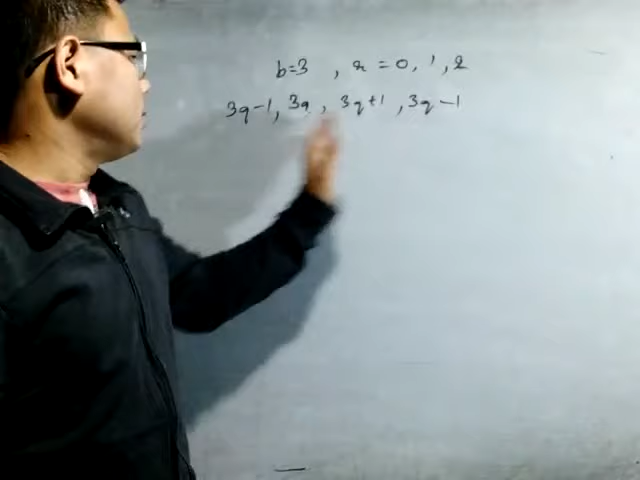 b=3 , r = 0, 1, 2
3q-1, 3q, 3q+1, 3q-1